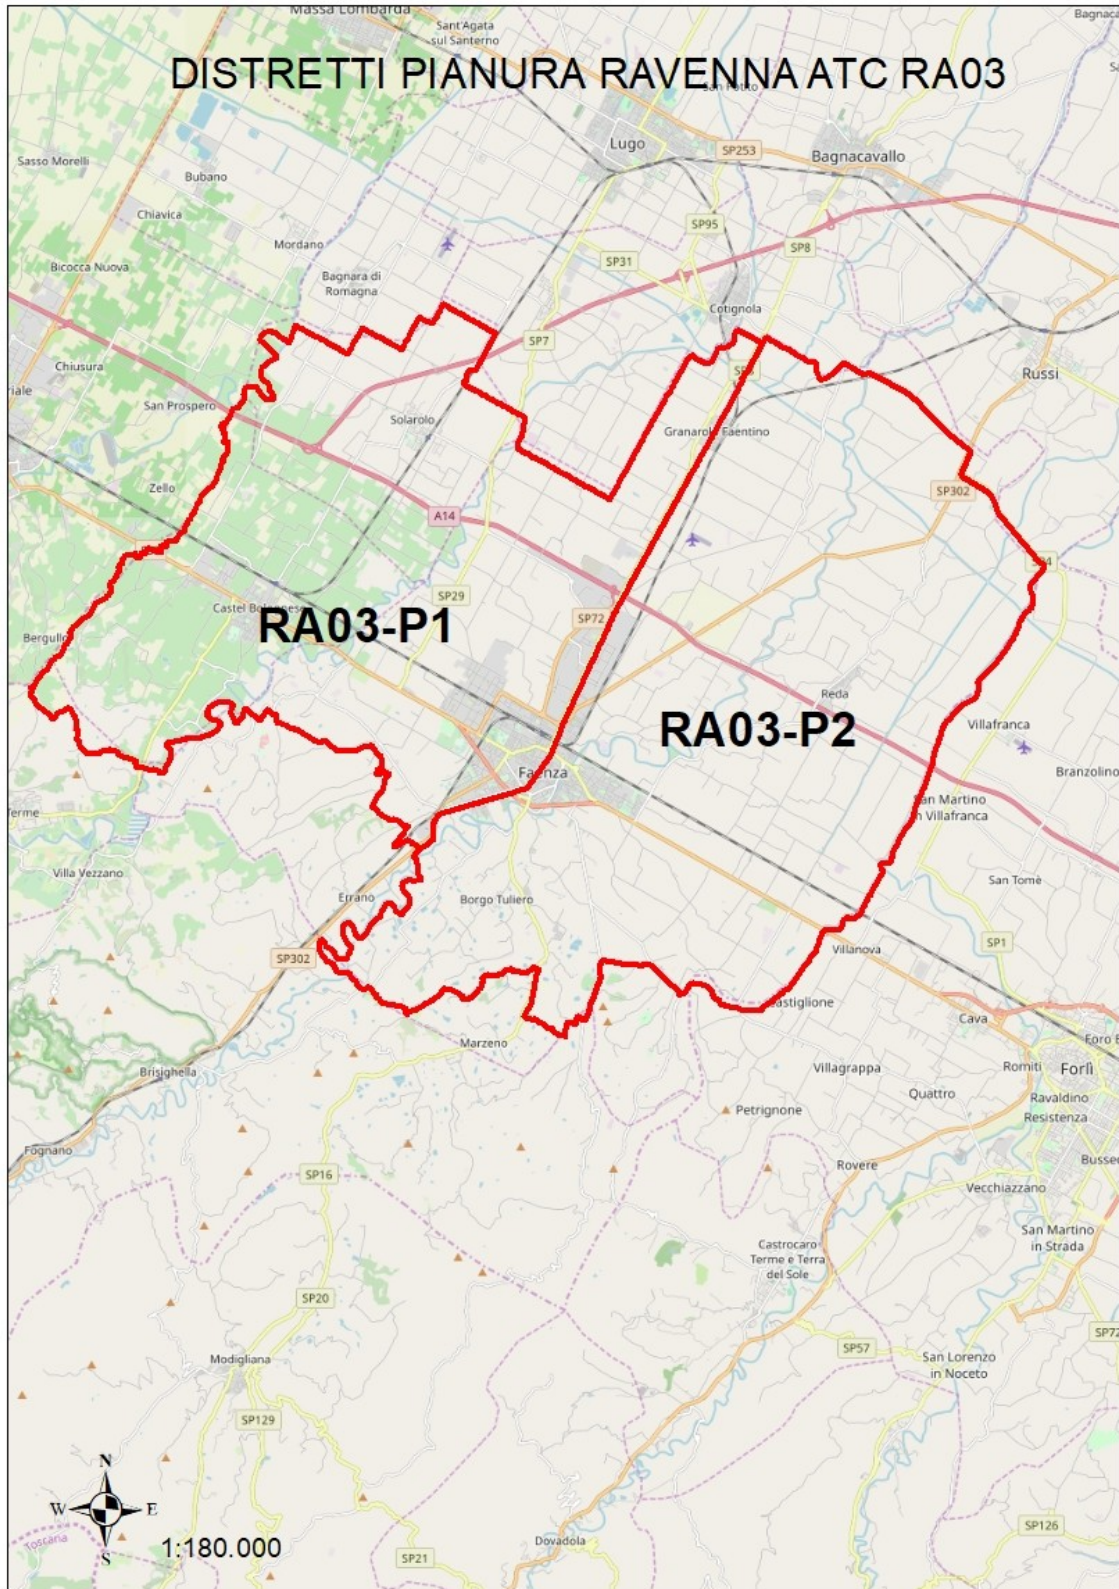 Massa Lombarda
Sant'Agata
sul Santerno
DISTRETTI PIANURA RAVENNA ATC RA03
Lugo
SP253
Bagnacavallo
Sasso Morelli
Bubano
Chiavica
Mordano
SP95
SP8
SP31
Bicocca Nuova
Bagnara di
Romagna
Cotignola
SP7
Chiusura
Russi
San Prospero
Solarolo
Granarolo Faentino
Zello
SP302
A14
SP29
Castel Bolognese
RA03-P1
SP72
Bergullo
Reda
RA03-P2
Villafranca
Faenza
Branzolino
San Martino
in Villafranca
Villa Vezzano
San Tomè
Errano
Borgo Tuliero
SP302
Villanova
SP1
Castiglione
Cava
Marzeno
Brisighella
Villagrappa
Romiti
Forlì
Quattro
Ravaldino
Resistenza
Petrignone
Fognano
Rovere
SP16
Vecchiazzano
San Martino
in Strada
Castrocaro
Terme e Terra
del Sole
SP20
SP72
SP57
Modigliana
San Lorenzo
in Noceto
SP129
N
W E
S
1:180.000
Toscana
SP126
Dovadola
SP21